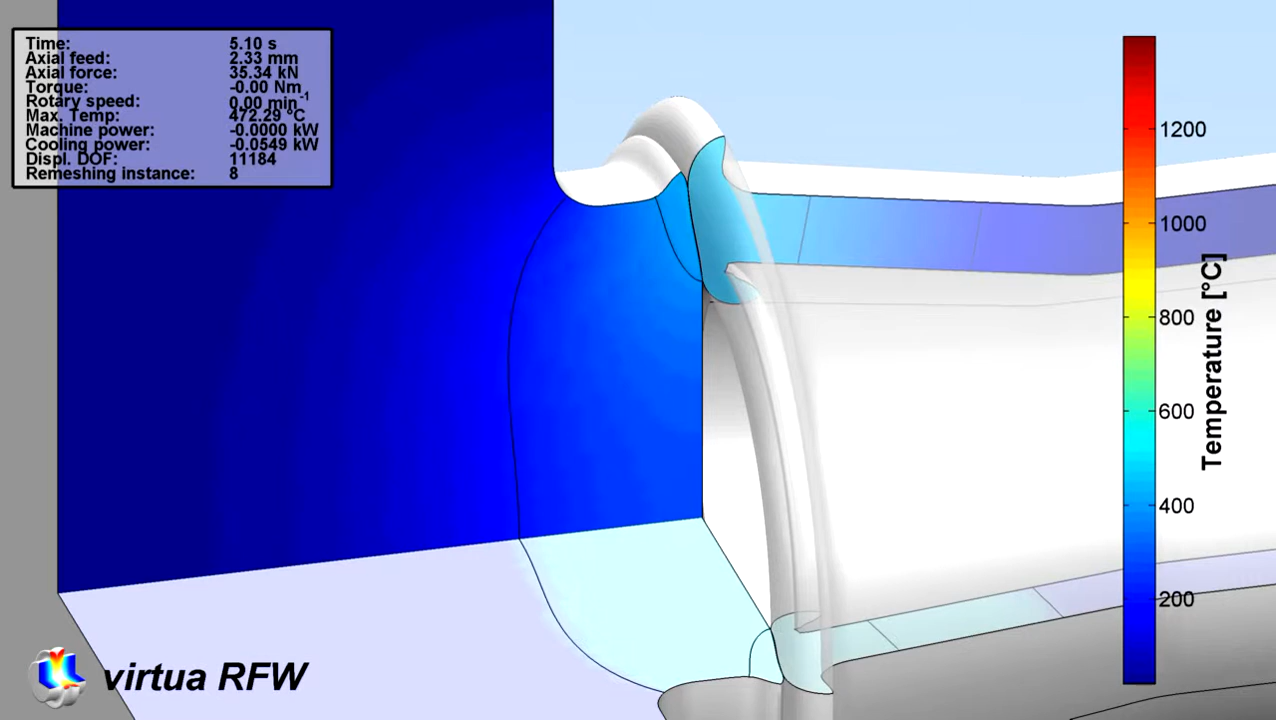 Time: 5.10 s
Axial feed: 2.33 mm
Axial force: 35.34 kN
Torque: -0.00 Nm
Rotary speed: 0.00 min⁻¹
Max. Temp: 472.29 °C
Machine power: -0.0000 kW
Cooling power: -0.0549 kW
Displ. DOF: 11184
Remeshing instance: 8
1200
1000
800
600
400
200
Temperature [°C]
virtua RFW